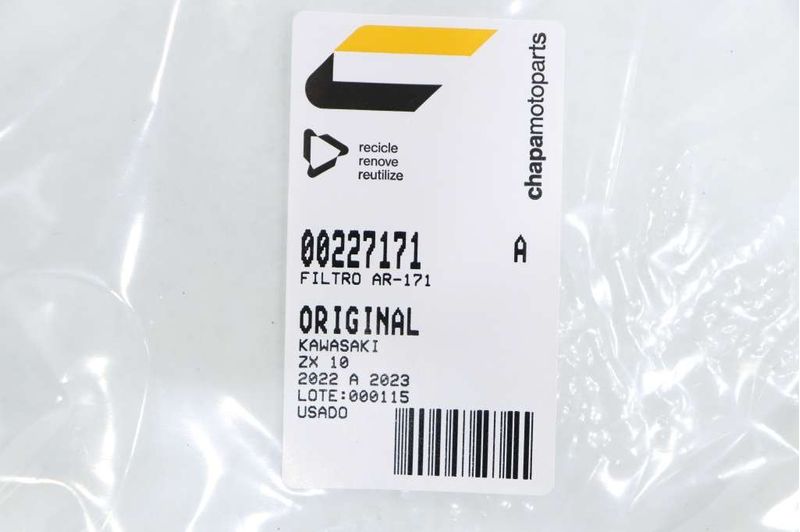 chapamotoparts
recicle
renove
reutilize
00227171 A
FILTRO AR-171
ORIGINAL
KAWASAKI
ZX 10
2022 A 2023
LOTE:000115
USADO